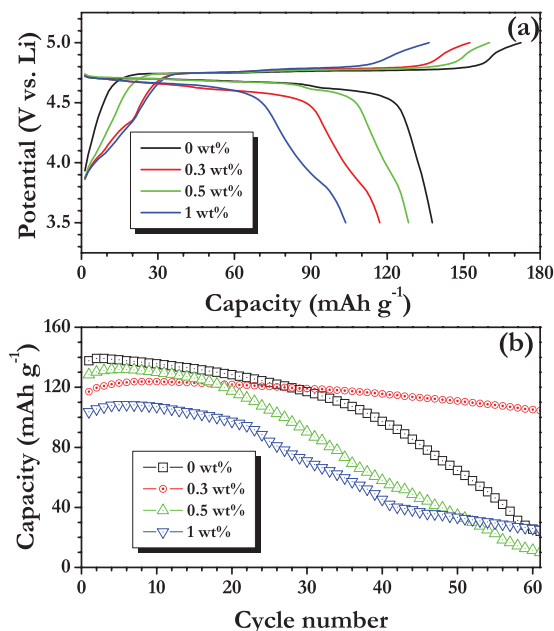 (a)
5.0
4.5
4.0
3.5
Potential (V vs. Li)
0 wt%
0.3 wt%
0.5 wt%
1 wt%
0 30 60 90 120 150 180
Capacity (mAh g-1)
(b)
160
120
80
40
0
Capacity (mAh g-1)
0 wt%
0.3 wt%
0.5 wt%
1 wt%
0 10 20 30 40 50 60
Cycle number